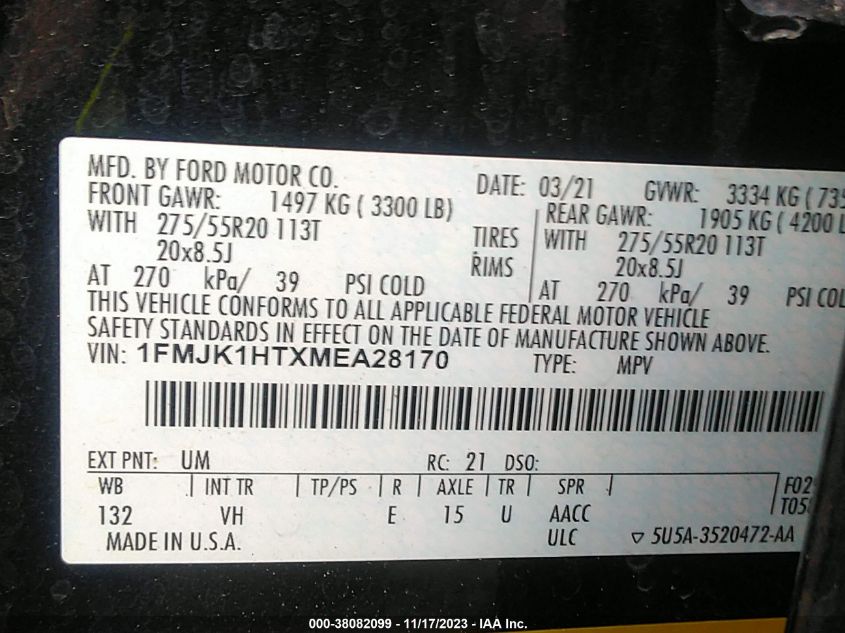 MFD. BY FORD MOTOR CO.
DATE: 03/21 GVWR: 3334 KG ( 735
FRONT GAWR: 1497 KG ( 3300 LB)
REAR GAWR: 1905 KG ( 4200 L
WITH 275/55R20 113T TIRES WITH 275/55R20 113T
20x8.5J RIMS 20x8.5J
AT 270 kPa/ 39 PSI COLD AT 270 kPa/ 39 PSI COL
THIS VEHICLE CONFORMS TO ALL APPLICABLE FEDERAL MOTOR VEHICLE
SAFETY STANDARDS IN EFFECT ON THE DATE OF MANUFACTURE SHOWN ABOVE.
VIN: 1FMJK1HTXMEA28170 TYPE: MPV
EXT PNT: UM RC: 21 DSO:
WB INT TR TP/PS R AXLE TR SPR F02
T05
132 VH E 15 U AACC
MADE IN U.S.A. ULC ▽ 5U5A-3520472-AA
000-38082099 - 11/17/2023 - IAA Inc.